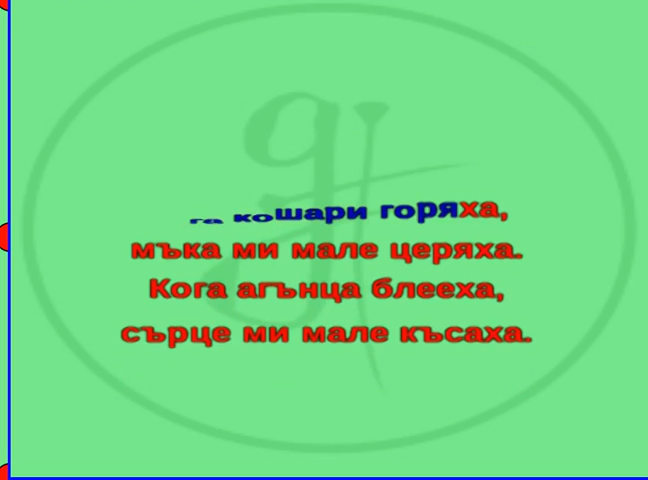 га кошари горяха,
мъка ми мале церяха.
Кога агънца блееха,
сърце ми мале късаха.